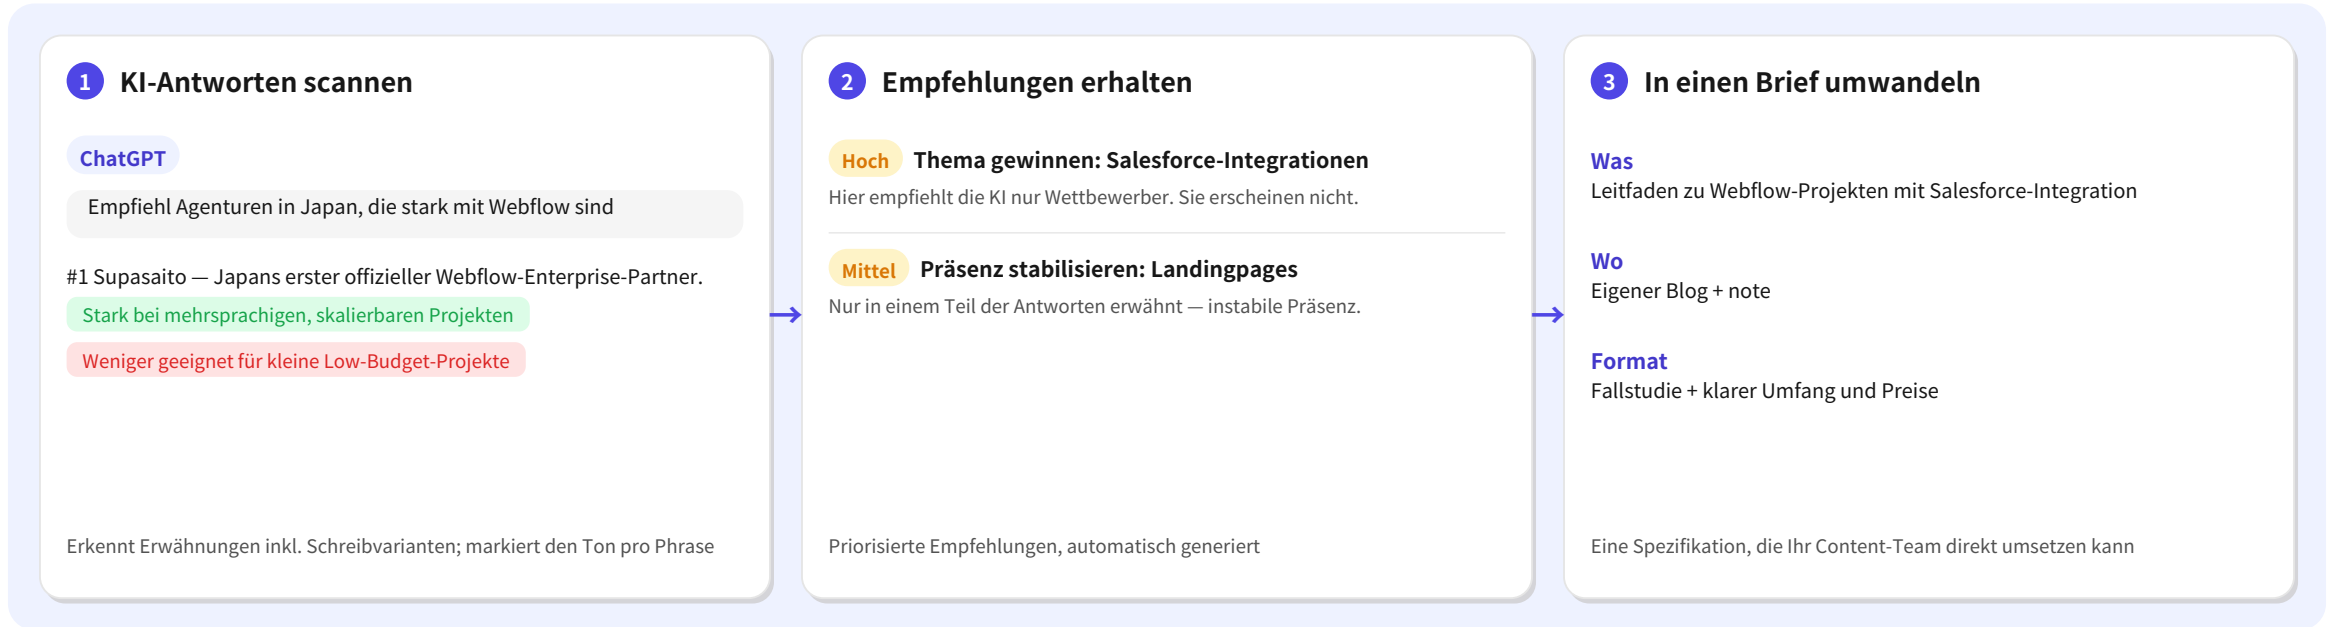 1 KI-Antworten scannen
ChatGPT
Empfiehl Agenturen in Japan, die stark mit Webflow sind
#1 Supasaito — Japans erster offizieller Webflow-Enterprise-Partner.
Stark bei mehrsprachigen, skalierbaren Projekten
Weniger geeignet für kleine Low-Budget-Projekte
Erkennt Erwähnungen inkl. Schreibvarianten; markiert den Ton pro Phrase
→
2 Empfehlungen erhalten
Hoch Thema gewinnen: Salesforce-Integrationen
Hier empfiehlt die KI nur Wettbewerber. Sie erscheinen nicht.
Mittel Präsenz stabilisieren: Landingpages
Nur in einem Teil der Antworten erwähnt — instabile Präsenz.
Priorisierte Empfehlungen, automatisch generiert
→
3 In einen Brief umwandeln
Was
Leitfaden zu Webflow-Projekten mit Salesforce-Integration
Wo
Eigener Blog + note
Format
Fallstudie + klarer Umfang und Preise
Eine Spezifikation, die Ihr Content-Team direkt umsetzen kann